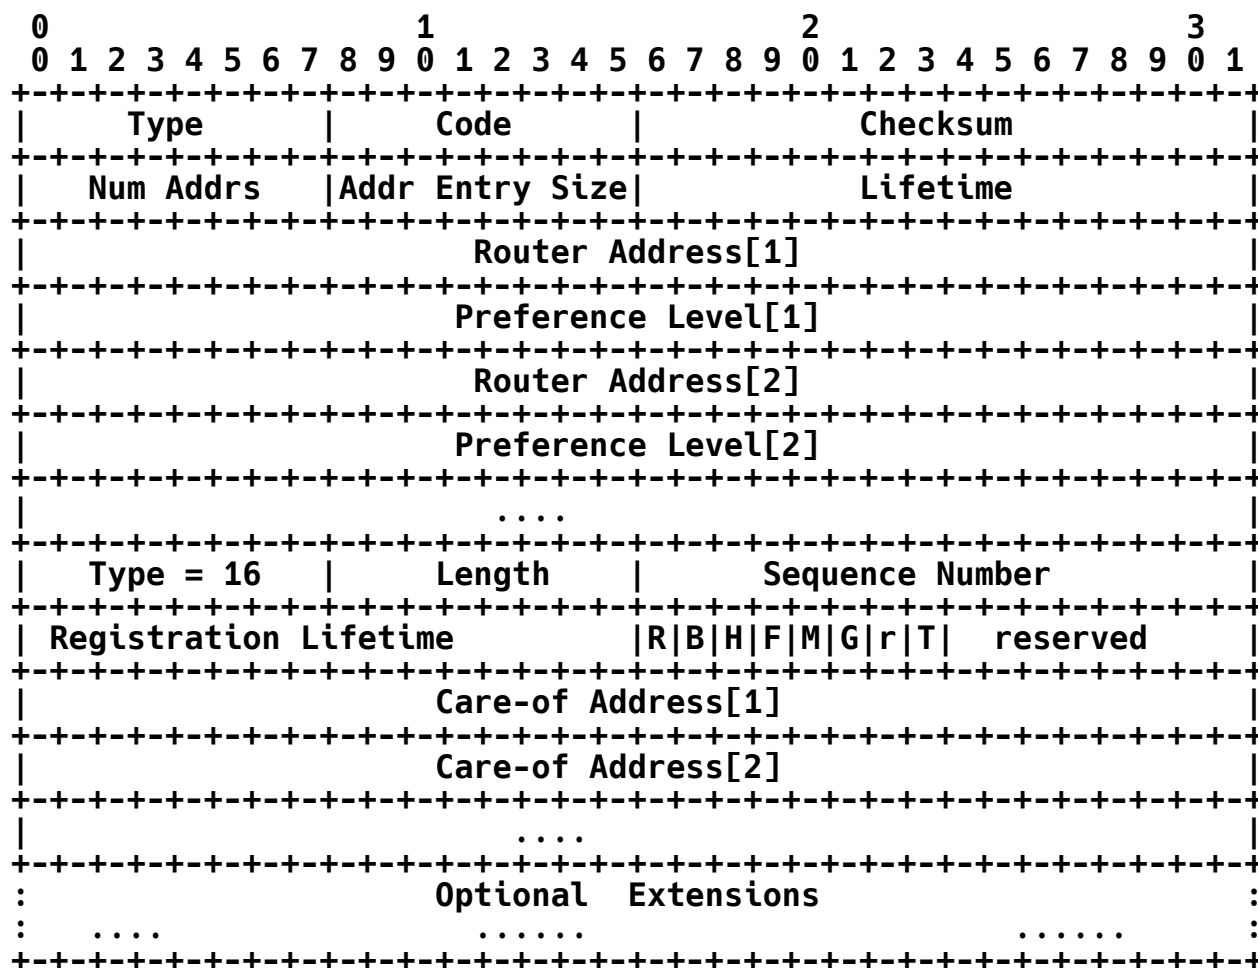 0                   1                   2                   3
 0 1 2 3 4 5 6 7 8 9 0 1 2 3 4 5 6 7 8 9 0 1 2 3 4 5 6 7 8 9 0 1
+-+-+-+-+-+-+-+-+-+-+-+-+-+-+-+-+-+-+-+-+-+-+-+-+-+-+-+-+-+-+-+-+
|     Type      |     Code      |           Checksum            |
+-+-+-+-+-+-+-+-+-+-+-+-+-+-+-+-+-+-+-+-+-+-+-+-+-+-+-+-+-+-+-+-+
|   Num Addrs   |Addr Entry Size|           Lifetime            |
+-+-+-+-+-+-+-+-+-+-+-+-+-+-+-+-+-+-+-+-+-+-+-+-+-+-+-+-+-+-+-+-+
|                       Router Address[1]                       |
+-+-+-+-+-+-+-+-+-+-+-+-+-+-+-+-+-+-+-+-+-+-+-+-+-+-+-+-+-+-+-+-+
|                      Preference Level[1]                      |
+-+-+-+-+-+-+-+-+-+-+-+-+-+-+-+-+-+-+-+-+-+-+-+-+-+-+-+-+-+-+-+-+
|                       Router Address[2]                       |
+-+-+-+-+-+-+-+-+-+-+-+-+-+-+-+-+-+-+-+-+-+-+-+-+-+-+-+-+-+-+-+-+
|                      Preference Level[2]                      |
+-+-+-+-+-+-+-+-+-+-+-+-+-+-+-+-+-+-+-+-+-+-+-+-+-+-+-+-+-+-+-+-+
|                        ....                                   |
+-+-+-+-+-+-+-+-+-+-+-+-+-+-+-+-+-+-+-+-+-+-+-+-+-+-+-+-+-+-+-+-+
|   Type = 16   |     Length    |      Sequence Number          |
+-+-+-+-+-+-+-+-+-+-+-+-+-+-+-+-+-+-+-+-+-+-+-+-+-+-+-+-+-+-+-+-+
| Registration Lifetime         |R|B|H|F|M|G|r|T|  reserved     |
+-+-+-+-+-+-+-+-+-+-+-+-+-+-+-+-+-+-+-+-+-+-+-+-+-+-+-+-+-+-+-+-+
|                     Care-of Address[1]                        |
+-+-+-+-+-+-+-+-+-+-+-+-+-+-+-+-+-+-+-+-+-+-+-+-+-+-+-+-+-+-+-+-+
|                     Care-of Address[2]                        |
+-+-+-+-+-+-+-+-+-+-+-+-+-+-+-+-+-+-+-+-+-+-+-+-+-+-+-+-+-+-+-+-+
|                         ....                                  |
+-+-+-+-+-+-+-+-+-+-+-+-+-+-+-+-+-+-+-+-+-+-+-+-+-+-+-+-+-+-+-+-+
:                     Optional  Extensions                      :
:   ....                ......                      ......      :
+-+-+-+-+-+-+-+-+-+-+-+-+-+-+-+-+-+-+-+-+-+-+-+-+-+-+-+-+-+-+-+-+